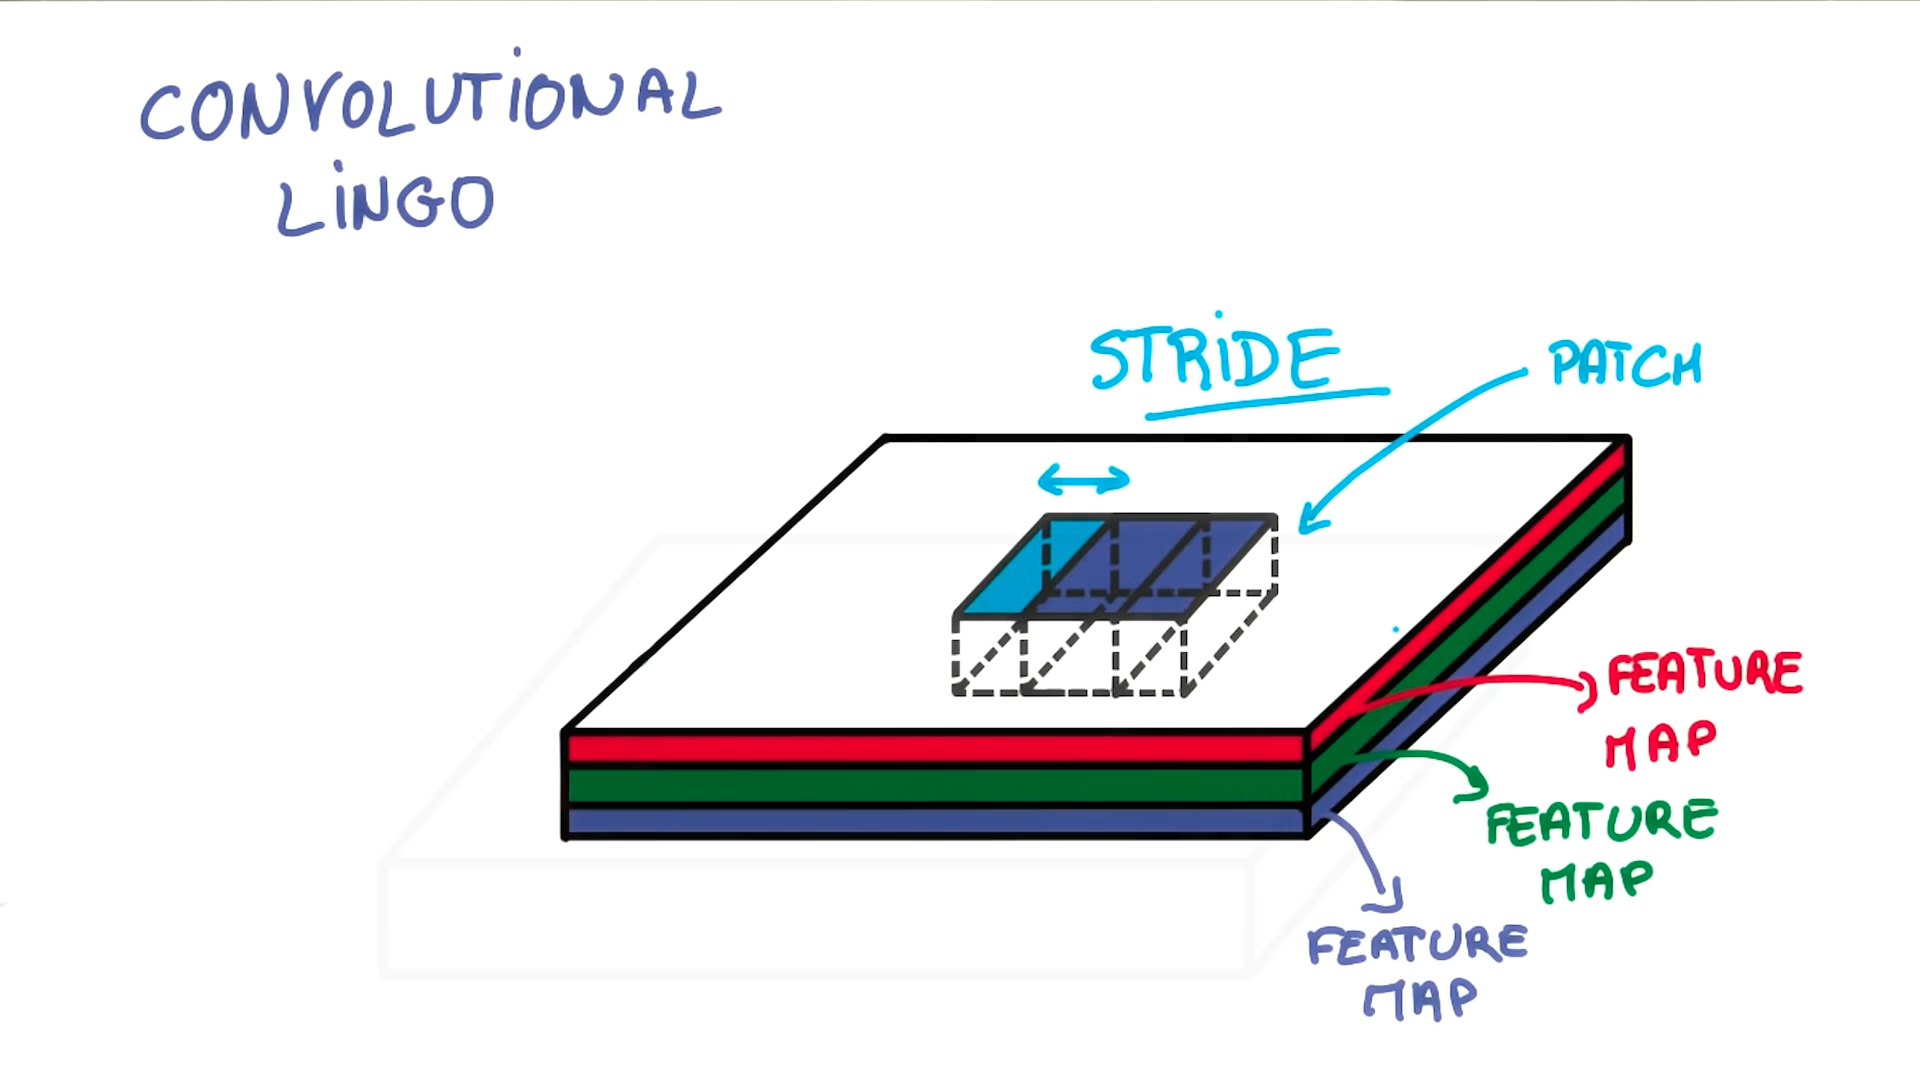 CONVOLUTIONAL
LINGO
STRIDE
PATCH
FEATURE
MAP
FEATURE
MAP
FEATURE
MAP